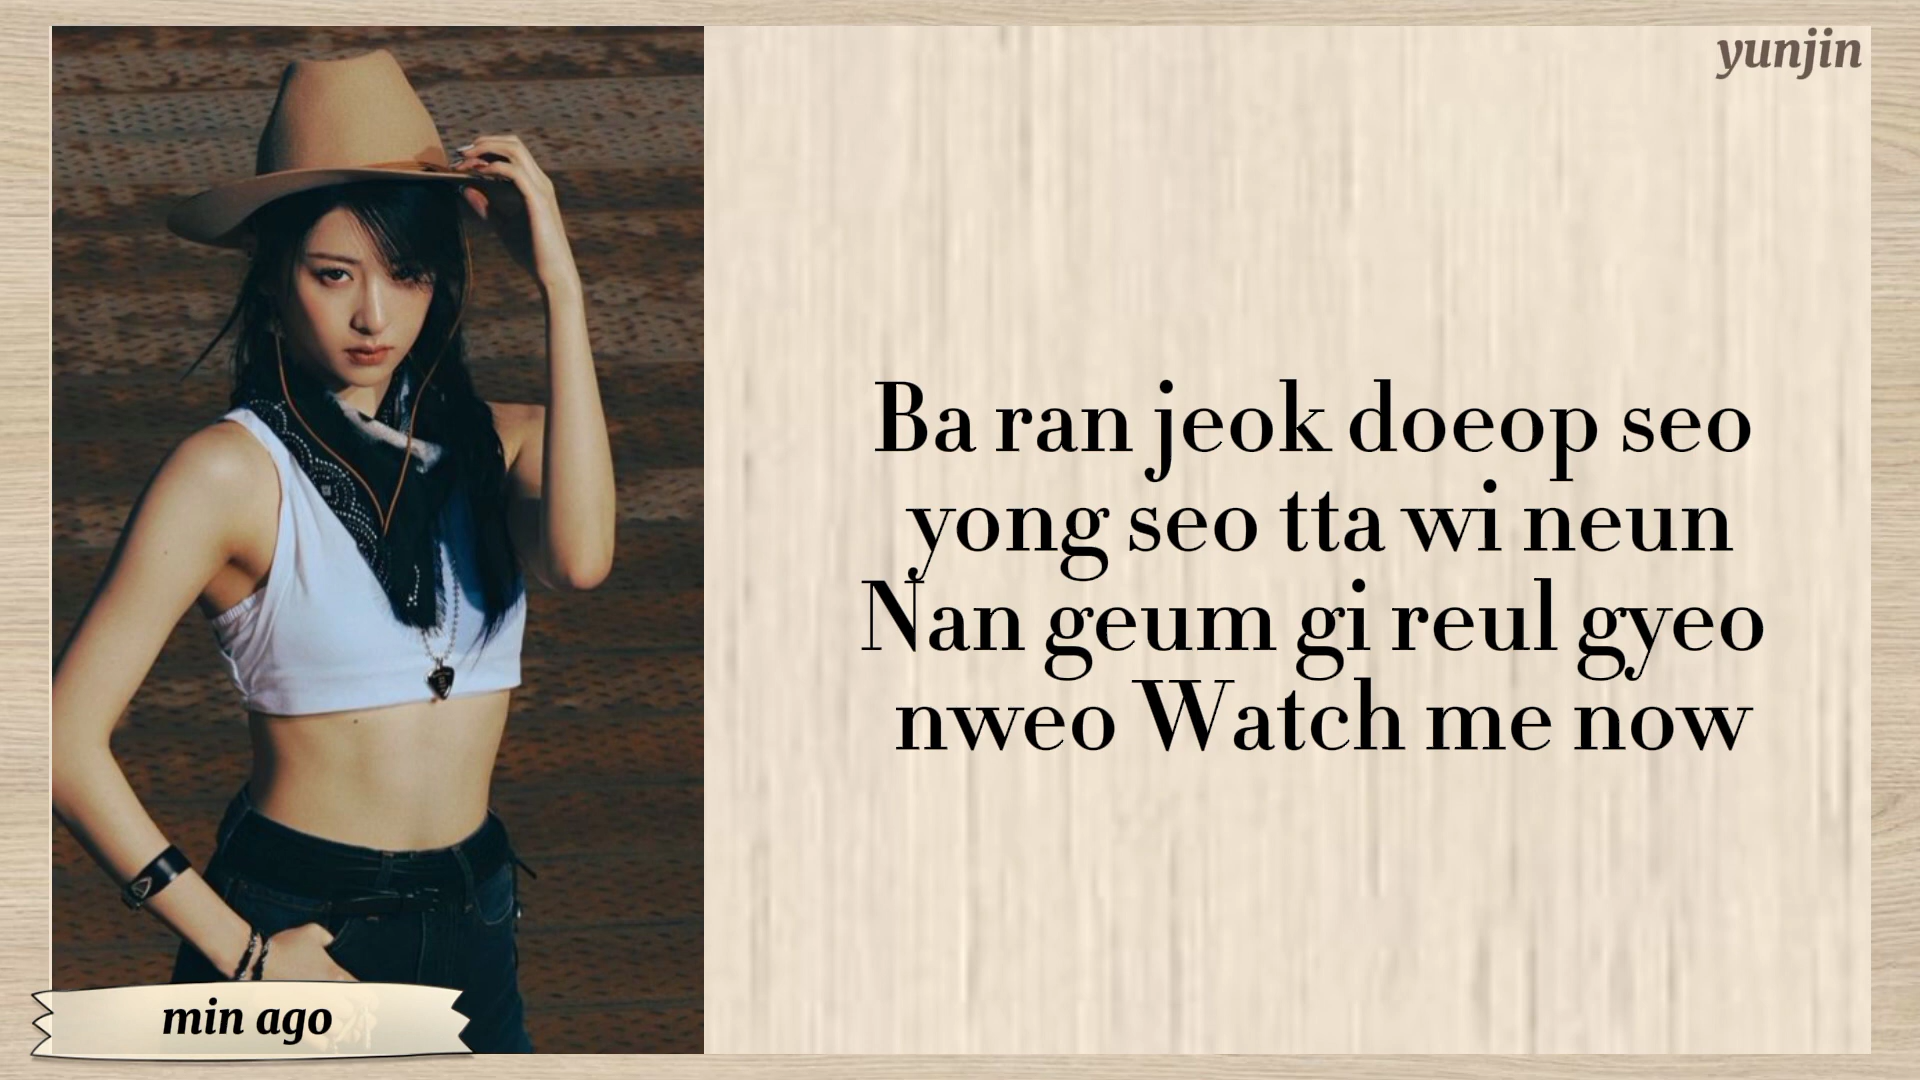 yunjin
Ba ran jeok doeop seo
yong seo tta wi neun
Nan geum gi reul gyeo
nweo Watch me now
min ago